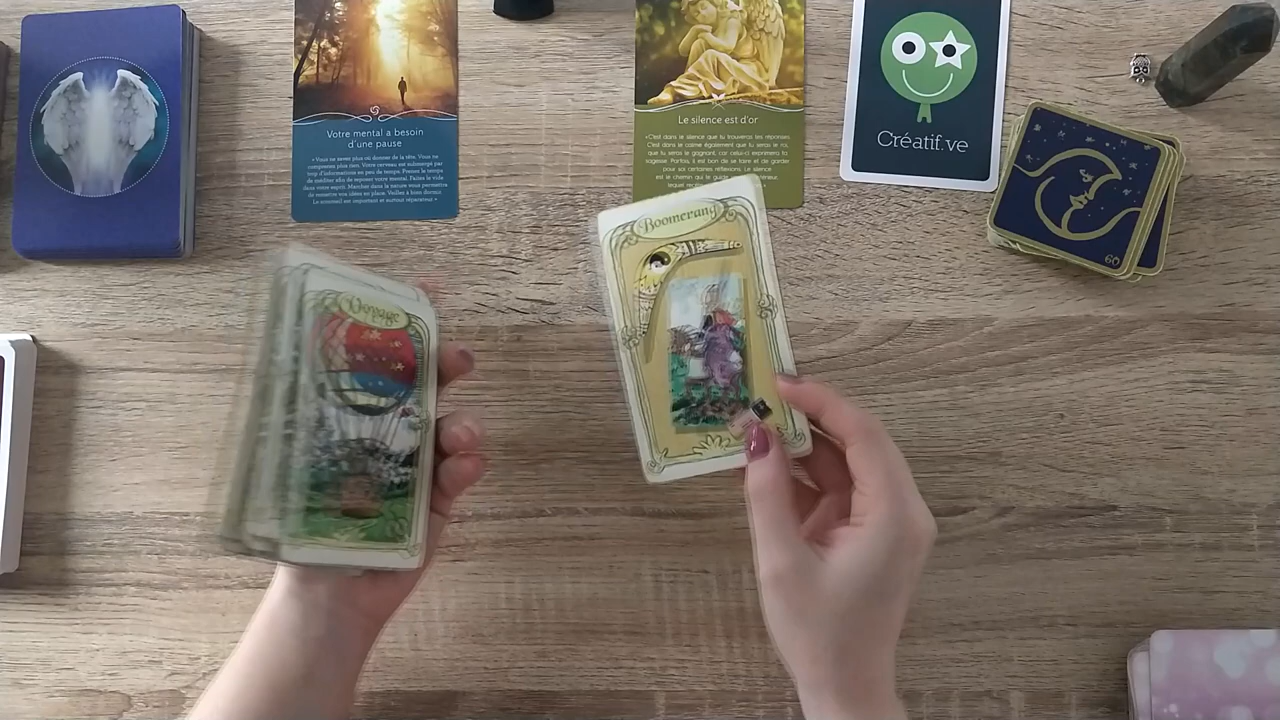 Votre mental a besoin
d'une pause
« Vous ne savez plus où donner de la tête. Vous ne
comprenez plus rien. Votre cerveau est submergé par
trop d'informations en peu de temps. Prenez le temps
de méditer afin de reposer votre mental. Faites le vide
dans votre esprit. Marcher dans la nature vous permettra
de remettre vos idées en place. Veillez à bien dormir.
Le sommeil est important et surtout réparateur. »
Le silence est d'or
« C'est dans le silence que tu trouveras tes réponses.
C'est dans le calme également que tu seras le roi,
que tu seras le gagnant, car celui-ci exprimera ta
sagesse. Parfois, il est bon de se taire et de garder
pour soi certaines réflexions. Le silence
est le chemin qui le guide
lequel
Créatif.ve
60
Boomerang
Voyage